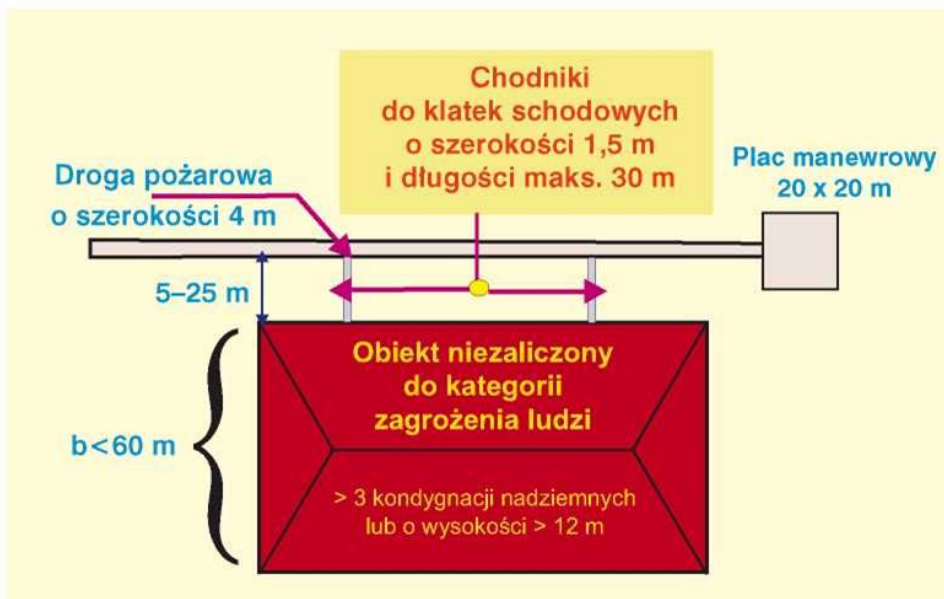 Chodniki
do klatek schodowych
o szerokości 1,5 m
i długości maks. 30 m
Plac manewrowy
20 x 20 m
Droga pożarowa
o szerokości 4 m
5–25 m
Obiekt niezaliczony
do kategorii
zagrożenia ludzi
b<60 m
> 3 kondygnacji nadziemnych
lub o wysokości > 12 m